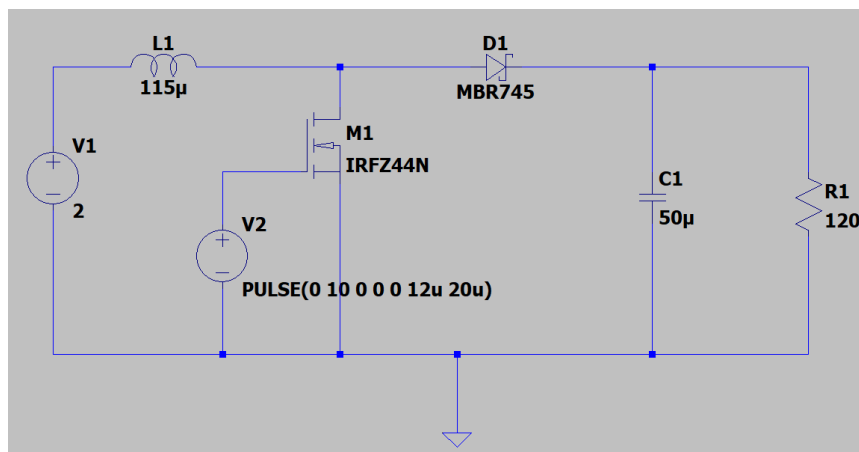 L1
115µ
D1
MBR745
M1
IRFZ44N
V1
2
V2
PULSE(0 10 0 0 0 12u 20u)
C1
50µ
R1
120